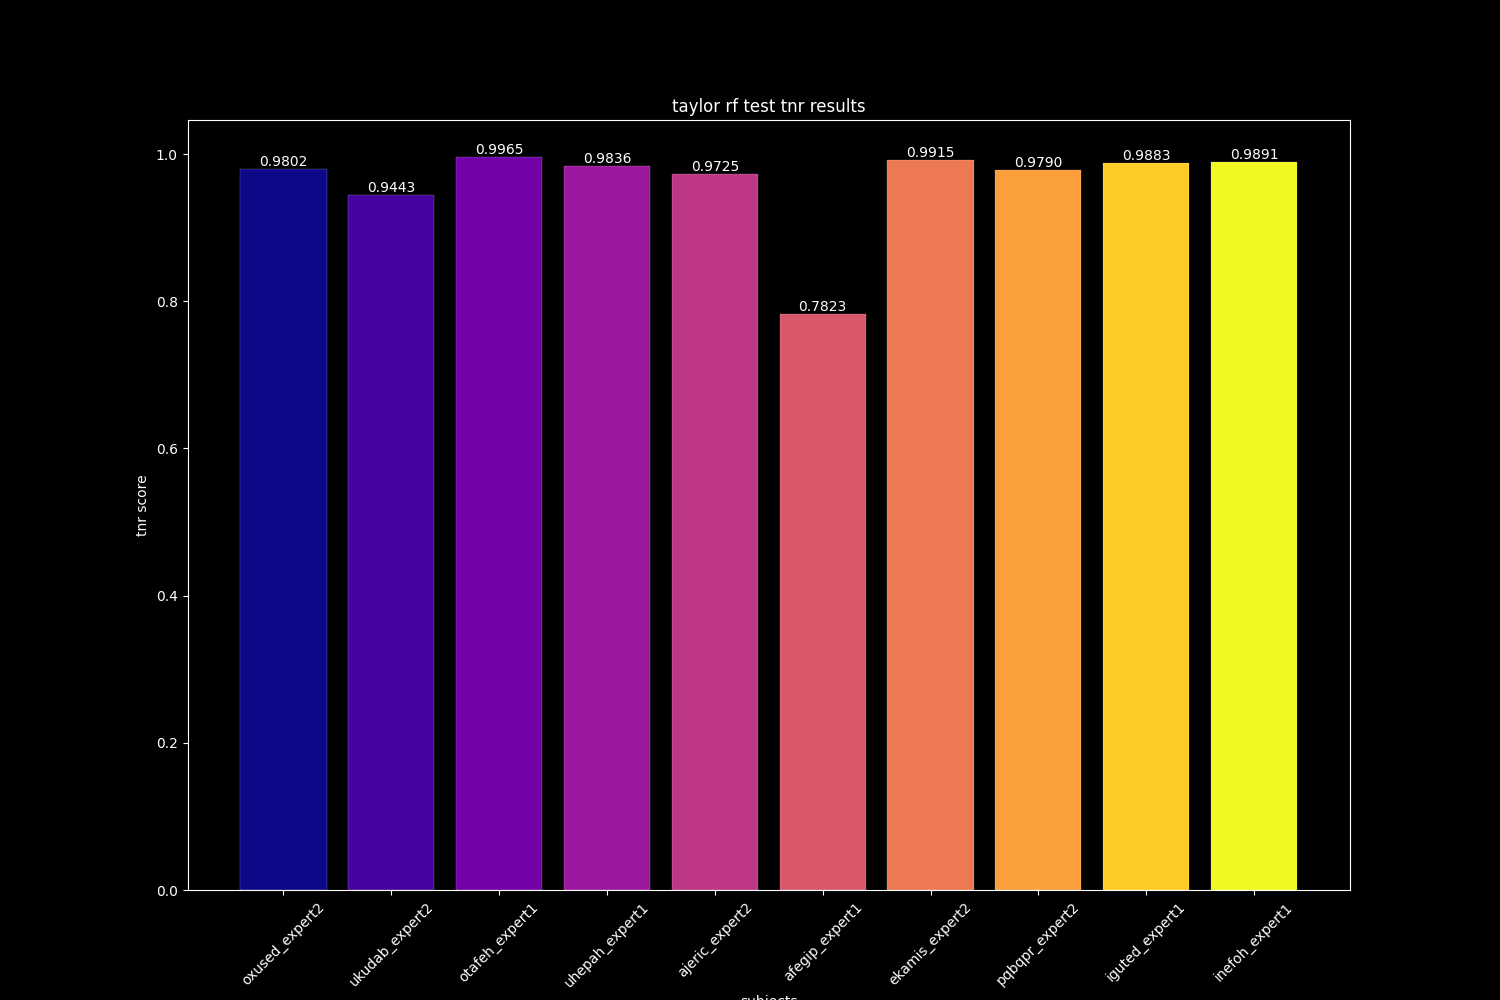 taylor rf test tnr results
1.0
0.8
0.6
0.4
0.2
0.0
tnr score
0.9802
0.9443
0.9965
0.9836
0.9725
0.7823
0.9915
0.9790
0.9883
0.9891
oxused_expert2
ukudab_expert2
otafeh_expert1
uhepah_expert1
ajeric_expert2
afegip_expert1
ekamis_expert2
pqbqpr_expert2
iguted_expert1
inefoh_expert1
subjects